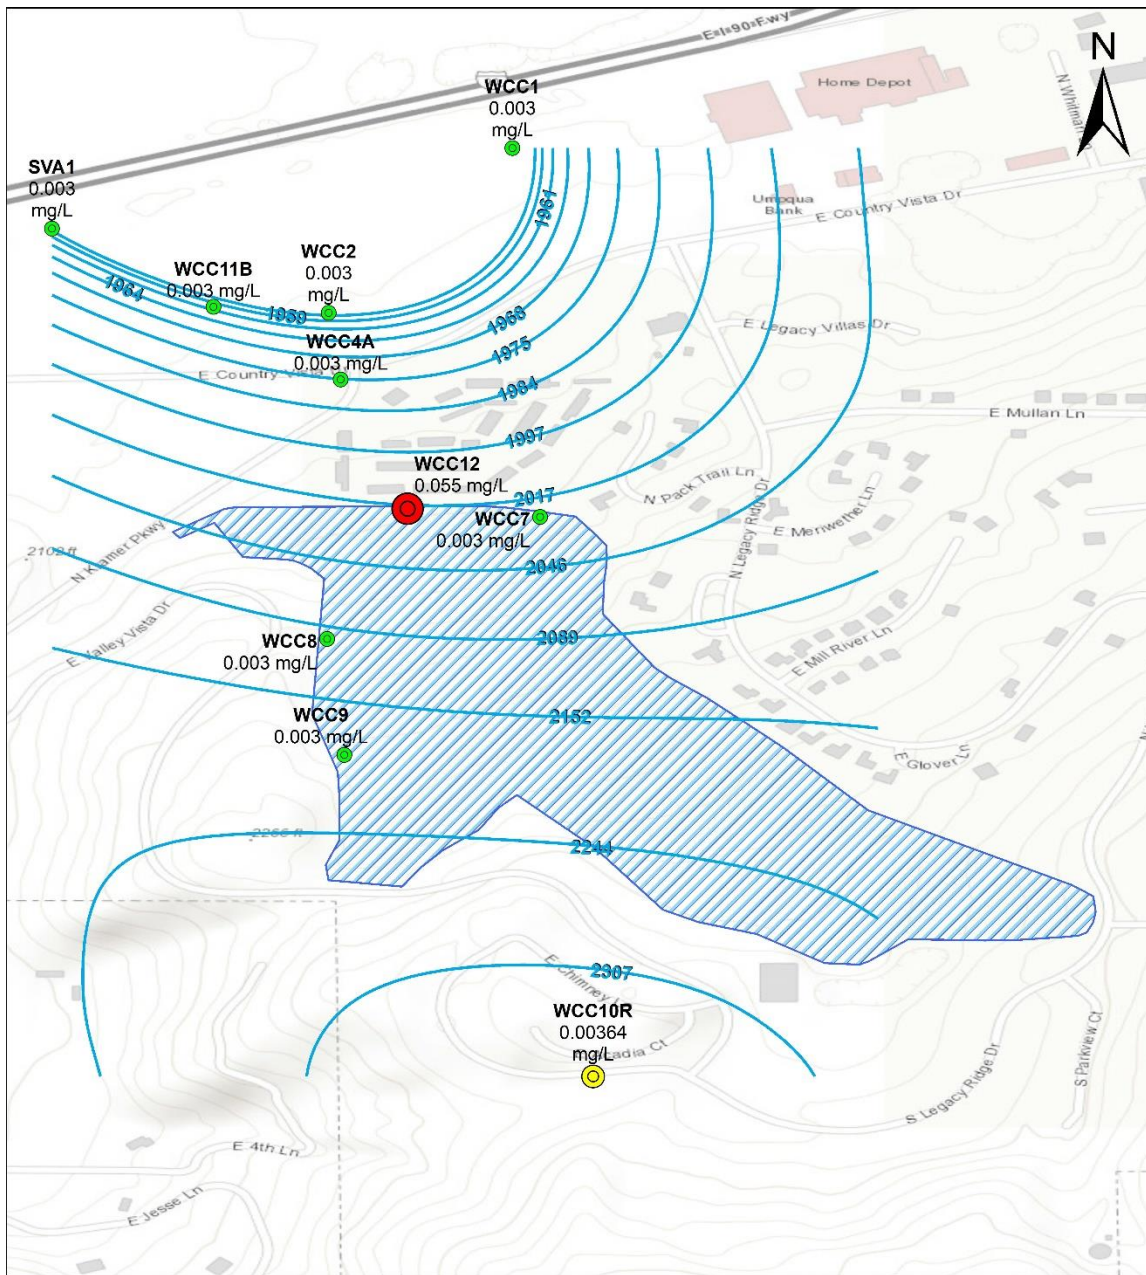 E I-90 Fwy
N
WCC1
0.003
mg/L
Home Depot
SVA1
0.003
mg/L
1961
Umpqua
Bank
E Country Vista Dr
WCC2
0.003
mg/L
WCC11B
0.003 mg/L
1964
1959
1968
E Legacy Villas Dr
WCC4A
0.003 mg/L
1975
E Country Vista
1984
E Mullan Ln
1997
WCC12
0.055 mg/L
N Pack Trail Ln
2017
WCC7
0.003 mg/L
E Meriwether Ln
N Legacy Ridge Dr
2102 ft
N Kramer Pkwy
2046
E Valley Vista Dr
WCC8
0.003 mg/L
2089
E Mill River Ln
WCC9
0.003 mg/L
2152
E Glover Ln
2266 ft
2244
2307
E Chimney
WCC10R
0.00364
mg/L
S Parkview Ct
S Legacy Ridge Dr
E 4th Ln
E Jesse Ln